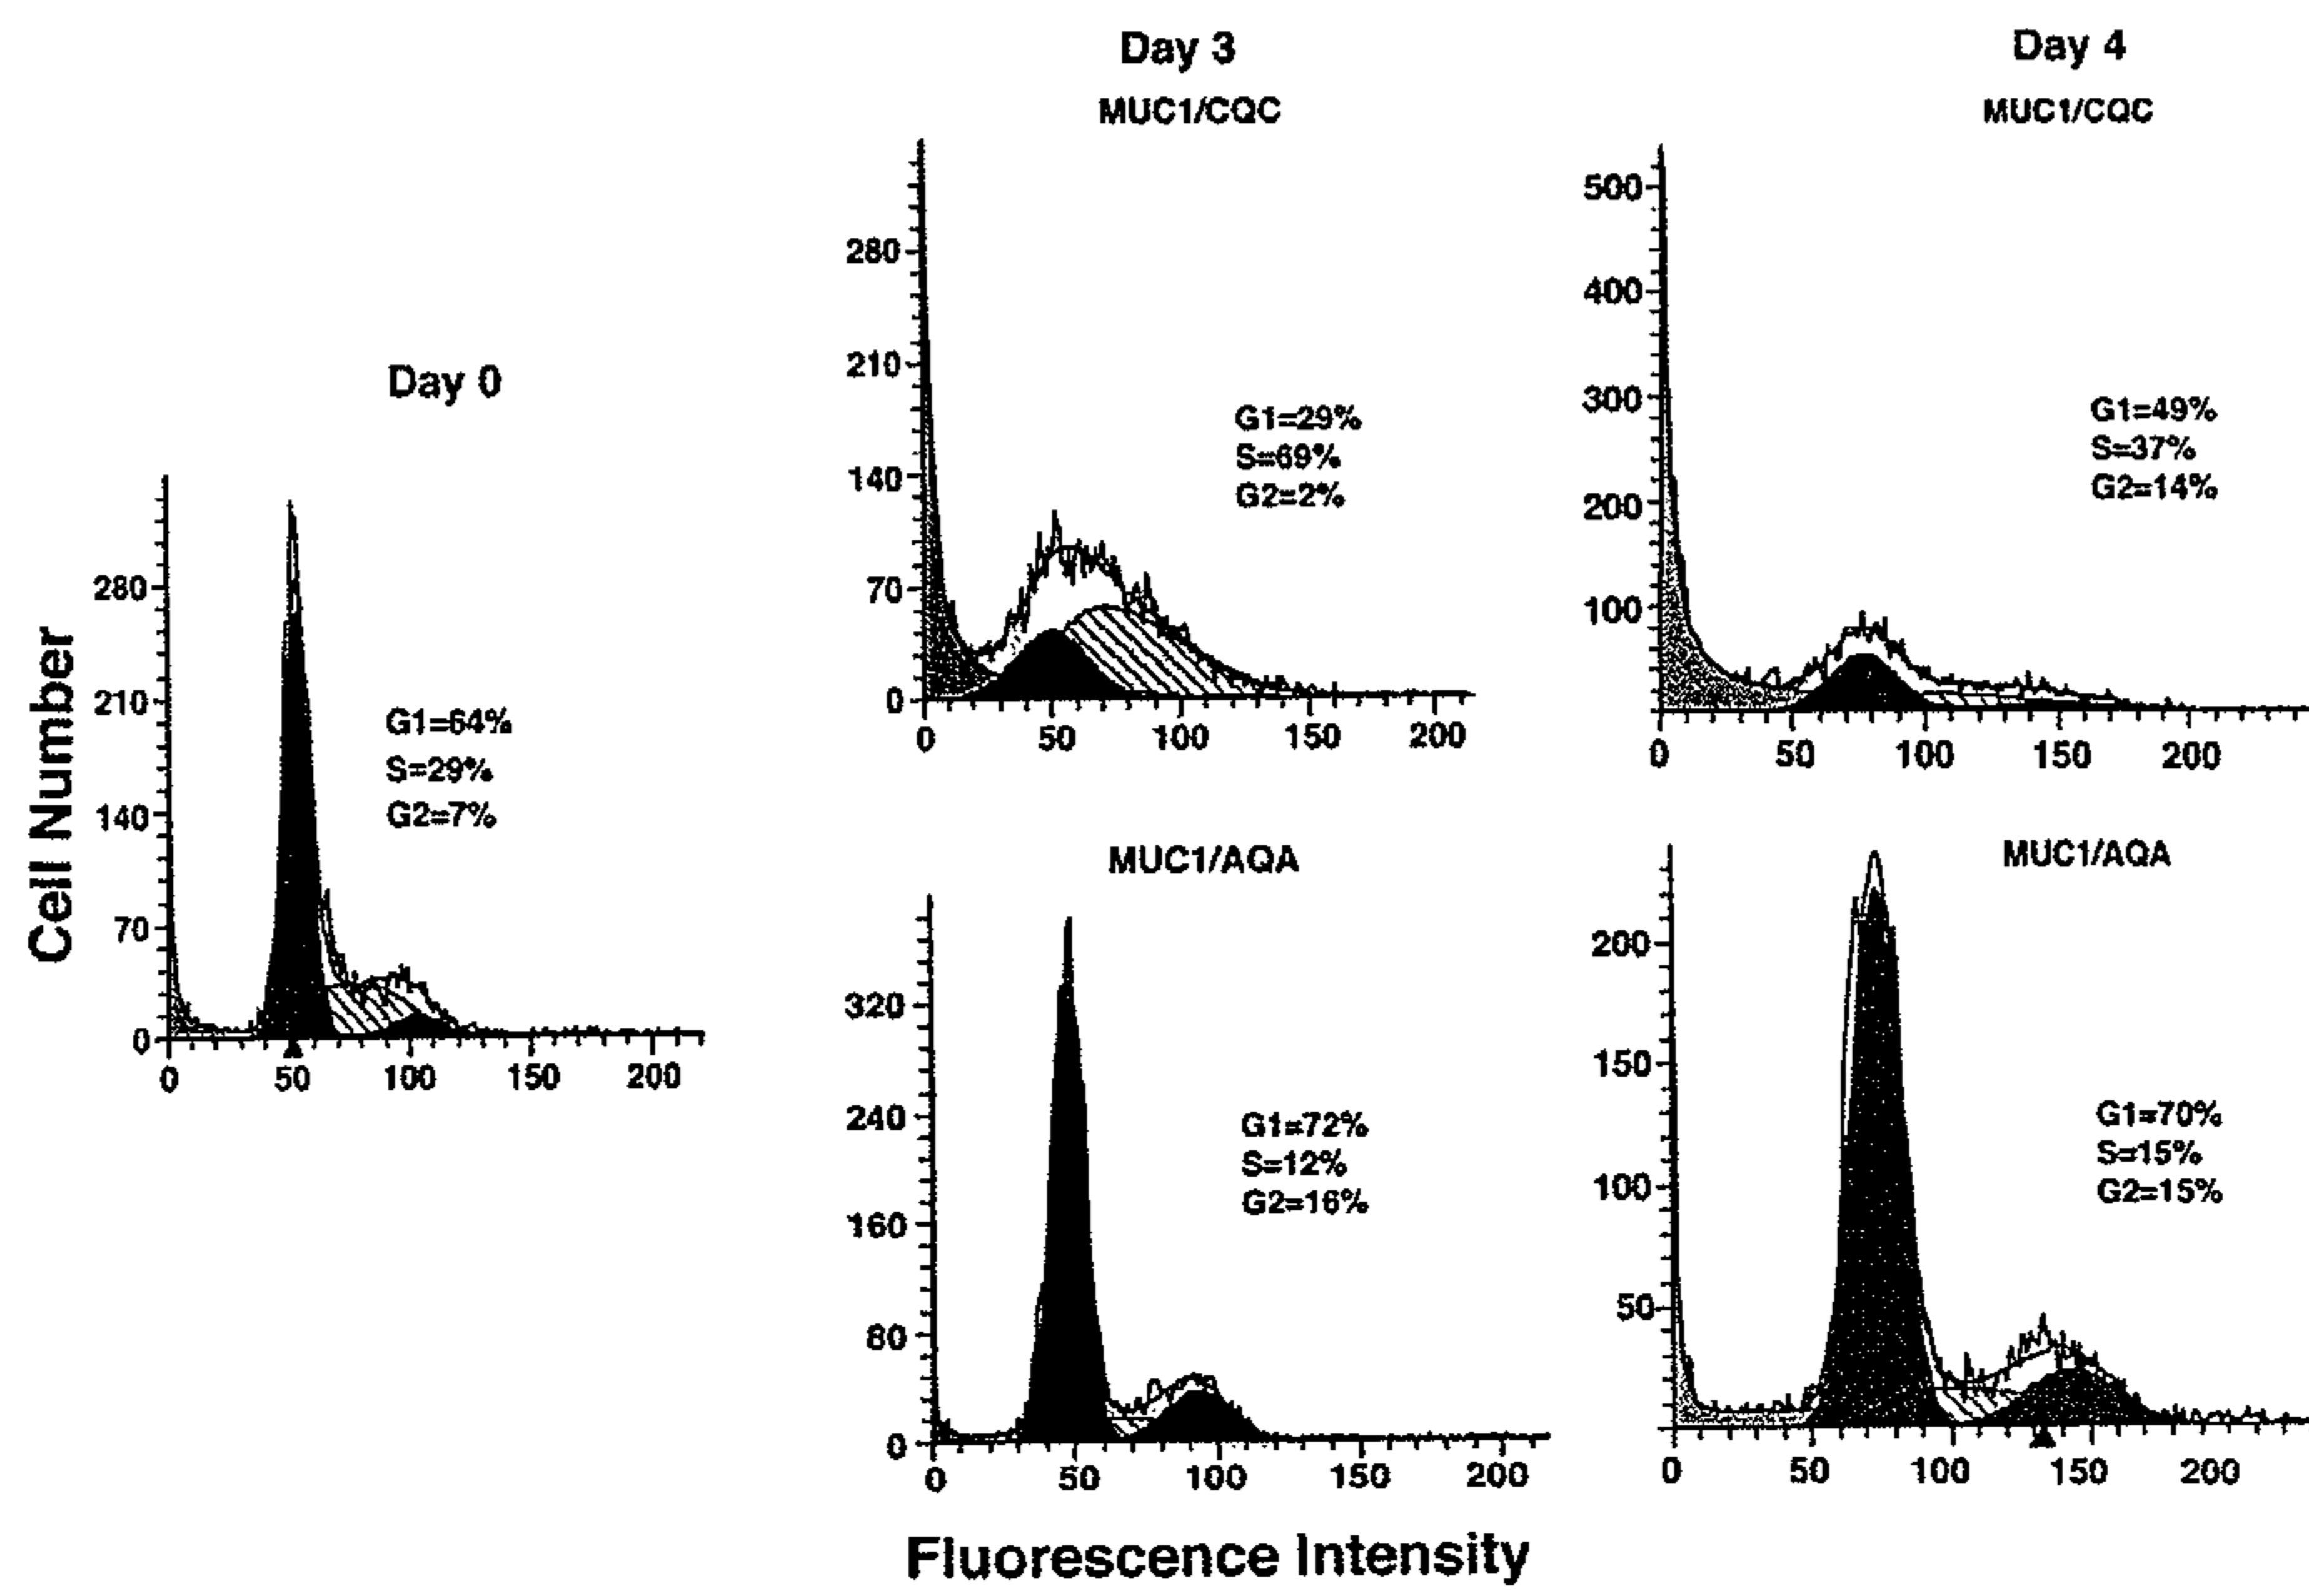 Day 3
MUC1/CQC
280
210
140
70
0
0 50 100 150 200
G1=29%
S=69%
G2=2%
Day 4
MUC1/CQC
500
400
300
200
100
0 50 100 150 200
G1=49%
S=37%
G2=14%
Day 0
280
210
140
70
0
0 50 100 150 200
G1=64%
S=29%
G2=7%
Cell Number
MUC1/AQA
320
240
160
80
0
0 50 100 150 200
G1=72%
S=12%
G2=16%
MUC1/AQA
200
150
100
50
0 50 100 150 200
G1=70%
S=15%
G2=15%
Fluorescence Intensity